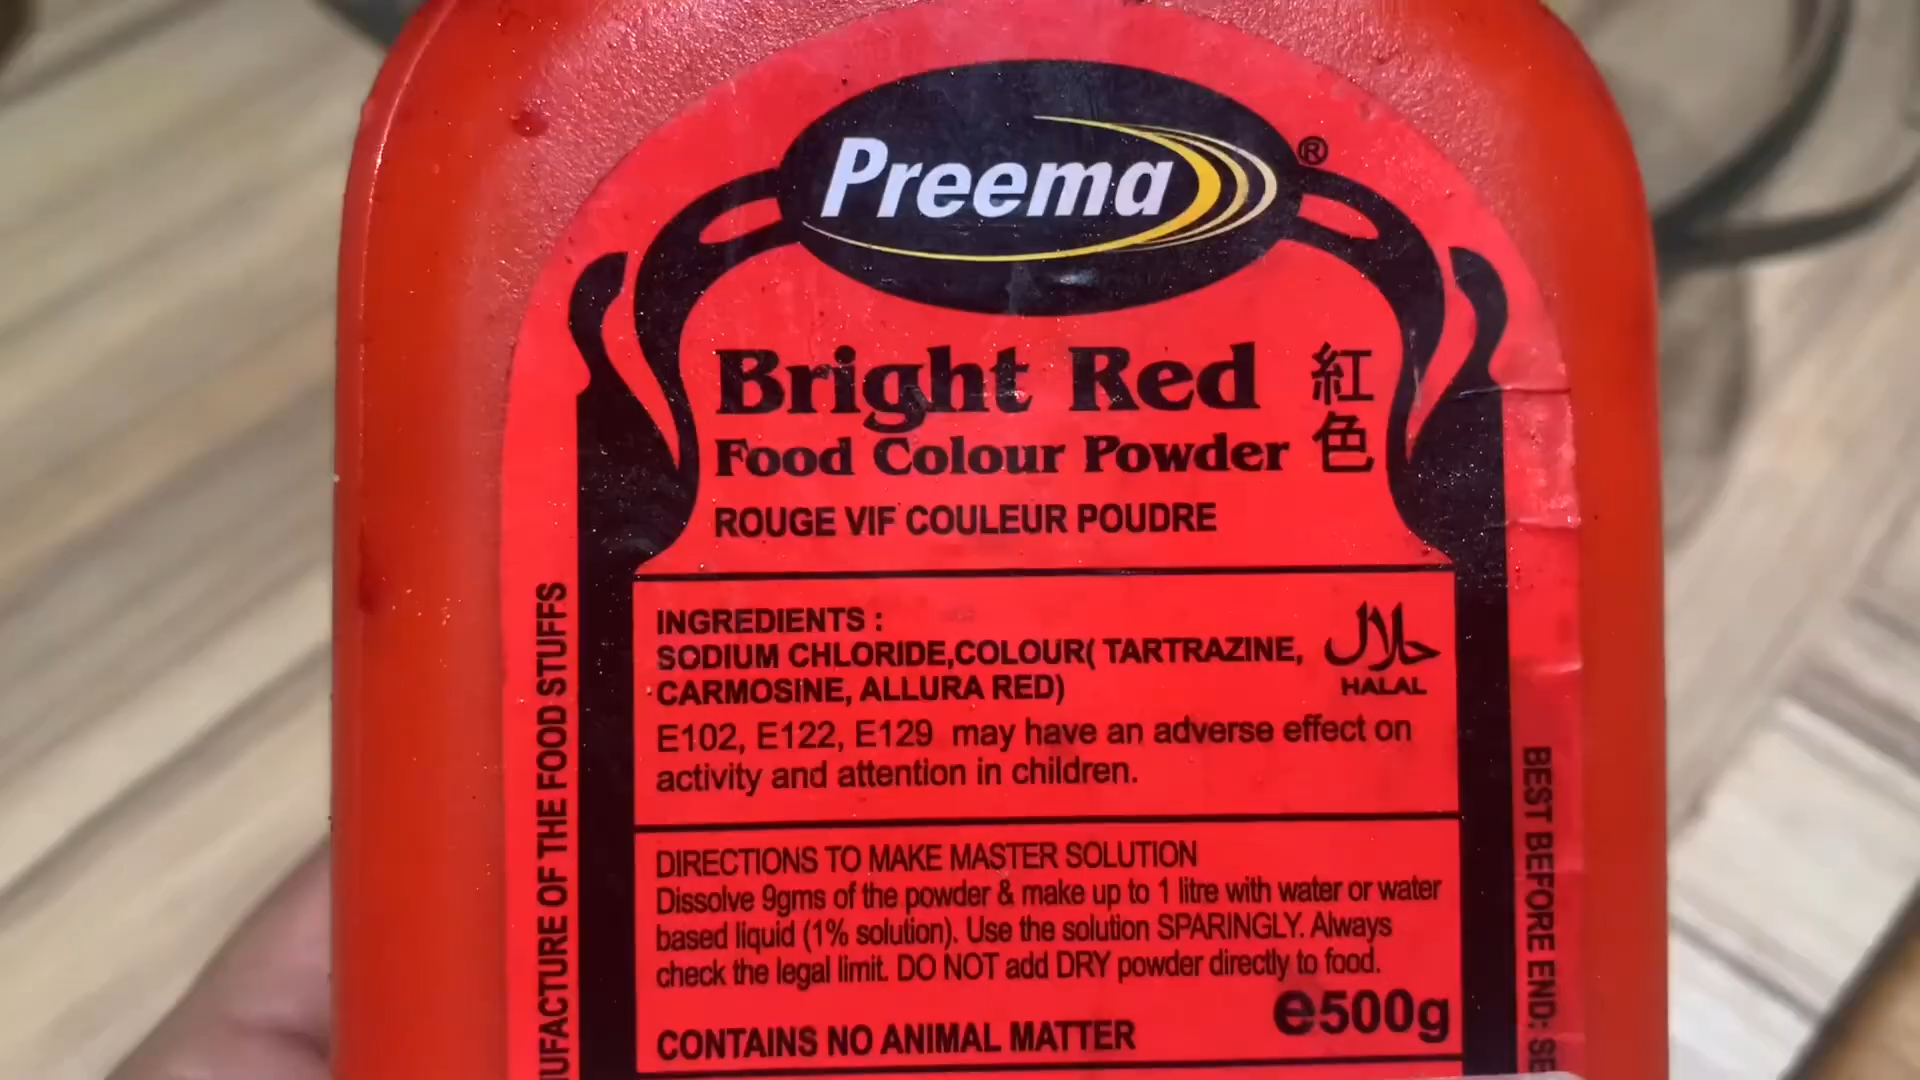 Preema®
Bright Red
紅色
Food Colour Powder
ROUGE VIF COULEUR POUDRE
INGREDIENTS :
SODIUM CHLORIDE,COLOUR( TARTRAZINE,
CARMOSINE, ALLURA RED)
حلال
HALAL
E102, E122, E129 may have an adverse effect on
activity and attention in children.
DIRECTIONS TO MAKE MASTER SOLUTION
Dissolve 9gms of the powder & make up to 1 litre with water or water
based liquid (1% solution). Use the solution SPARINGLY. Always
check the legal limit. DO NOT add DRY powder directly to food.
e500g
CONTAINS NO ANIMAL MATTER
OF THE FOOD STUFFS
BEST BEFORE END: